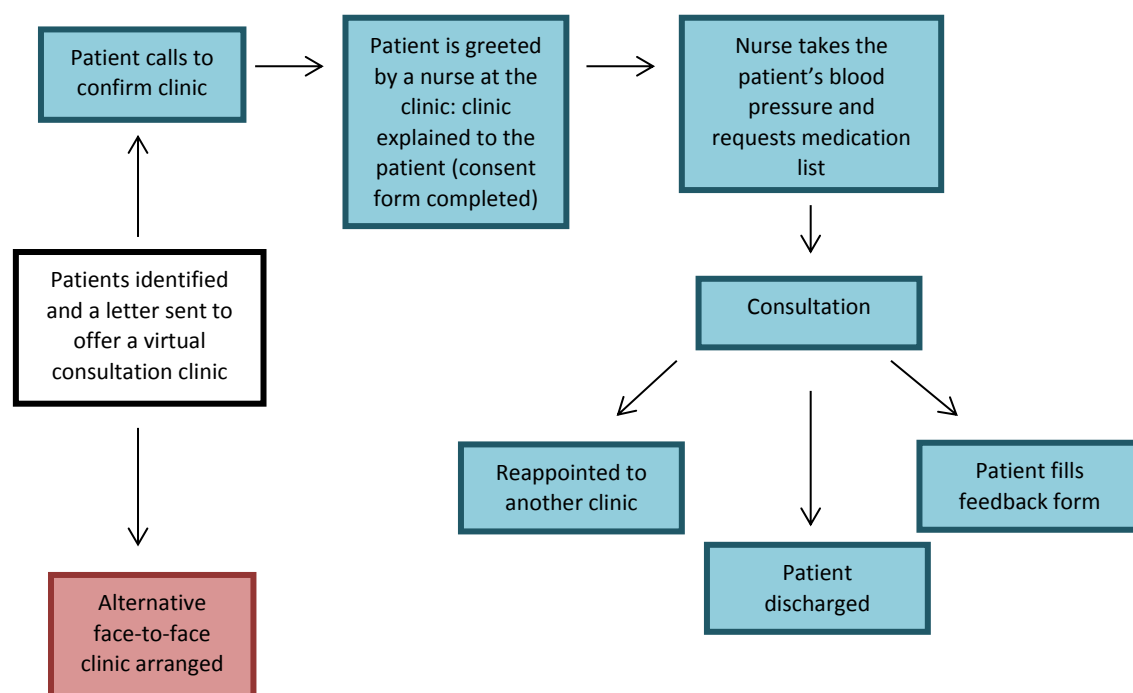 Patient calls to
confirm clinic
Patient is greeted
by a nurse at the
clinic: clinic
explained to the
patient (consent
form completed)
Nurse takes the
patient’s blood
pressure and
requests medication
list
Patients identified
and a letter sent to
offer a virtual
consultation clinic
Consultation
Reappointed to
another clinic
Patient fills
feedback form
Patient
discharged
Alternative
face-to-face
clinic arranged